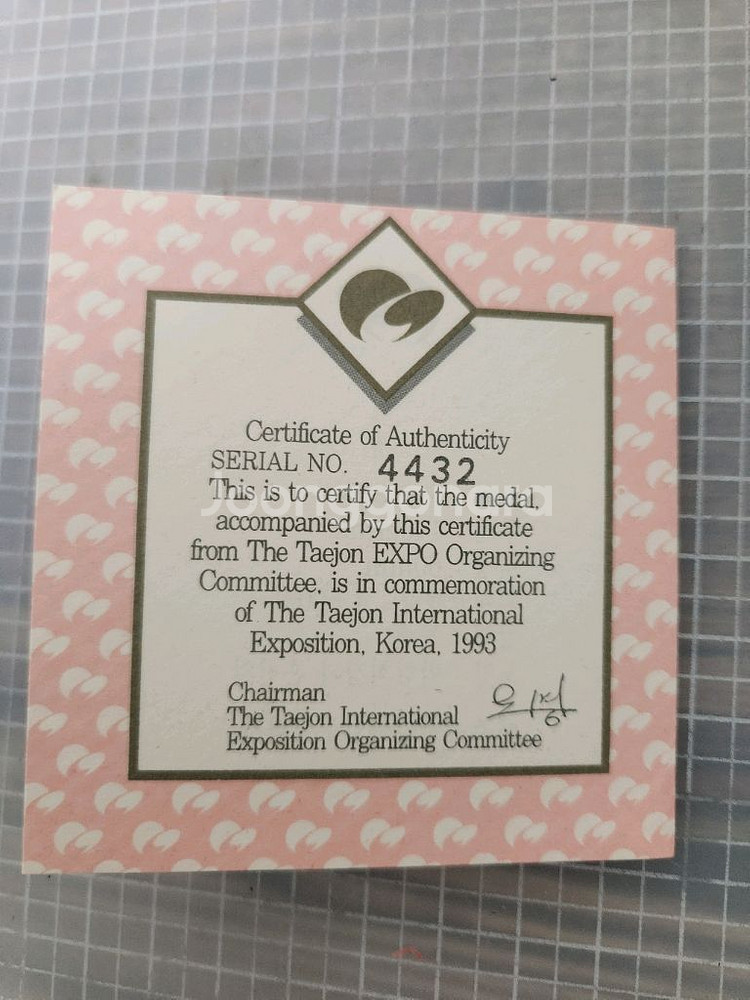 Certificate of Authenticity
SERIAL NO. 4432
This is to certify that the medal,
accompanied by this certificate
from The Taejon EXPO Organizing
Committee, is in commemoration
of The Taejon International
Exposition, Korea, 1993
Chairman
The Taejon International
Exposition Organizing Committee